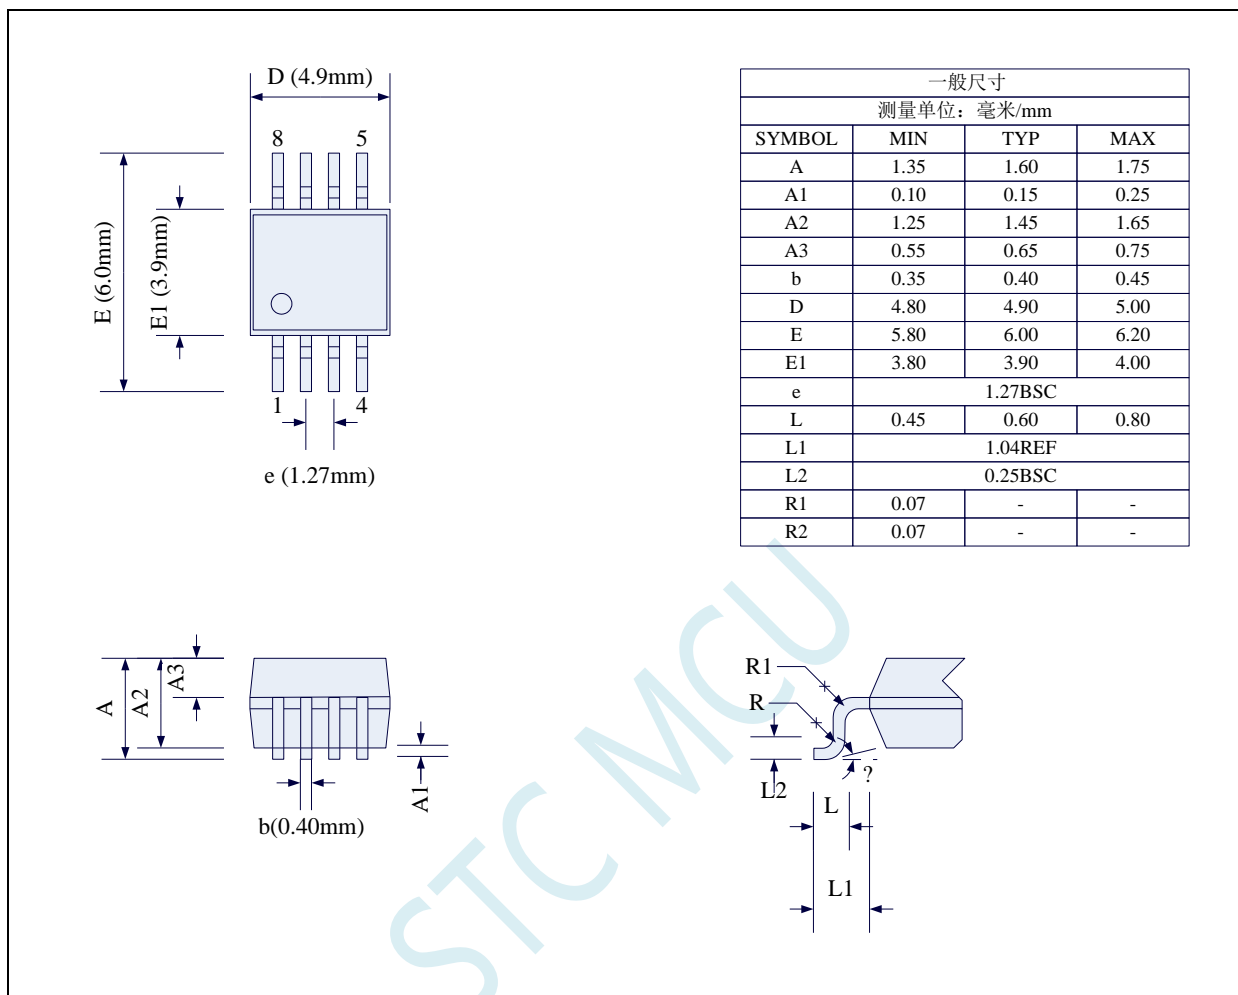 D (4.9mm)
8 5
E (6.0mm)
E1 (3.9mm)
1 4
e (1.27mm)
一般尺寸
测量单位：毫米/mm
SYMBOL MIN TYP MAX
A 1.35 1.60 1.75
A1 0.10 0.15 0.25
A2 1.25 1.45 1.65
A3 0.55 0.65 0.75
b 0.35 0.40 0.45
D 4.80 4.90 5.00
E 5.80 6.00 6.20
E1 3.80 3.90 4.00
e 1.27BSC
L 0.45 0.60 0.80
L1 1.04REF
L2 0.25BSC
R1 0.07 - -
R2 0.07 - -
A
A2
A3
A1
b(0.40mm)
R1
R
L2
?
L
L1
STC MCU